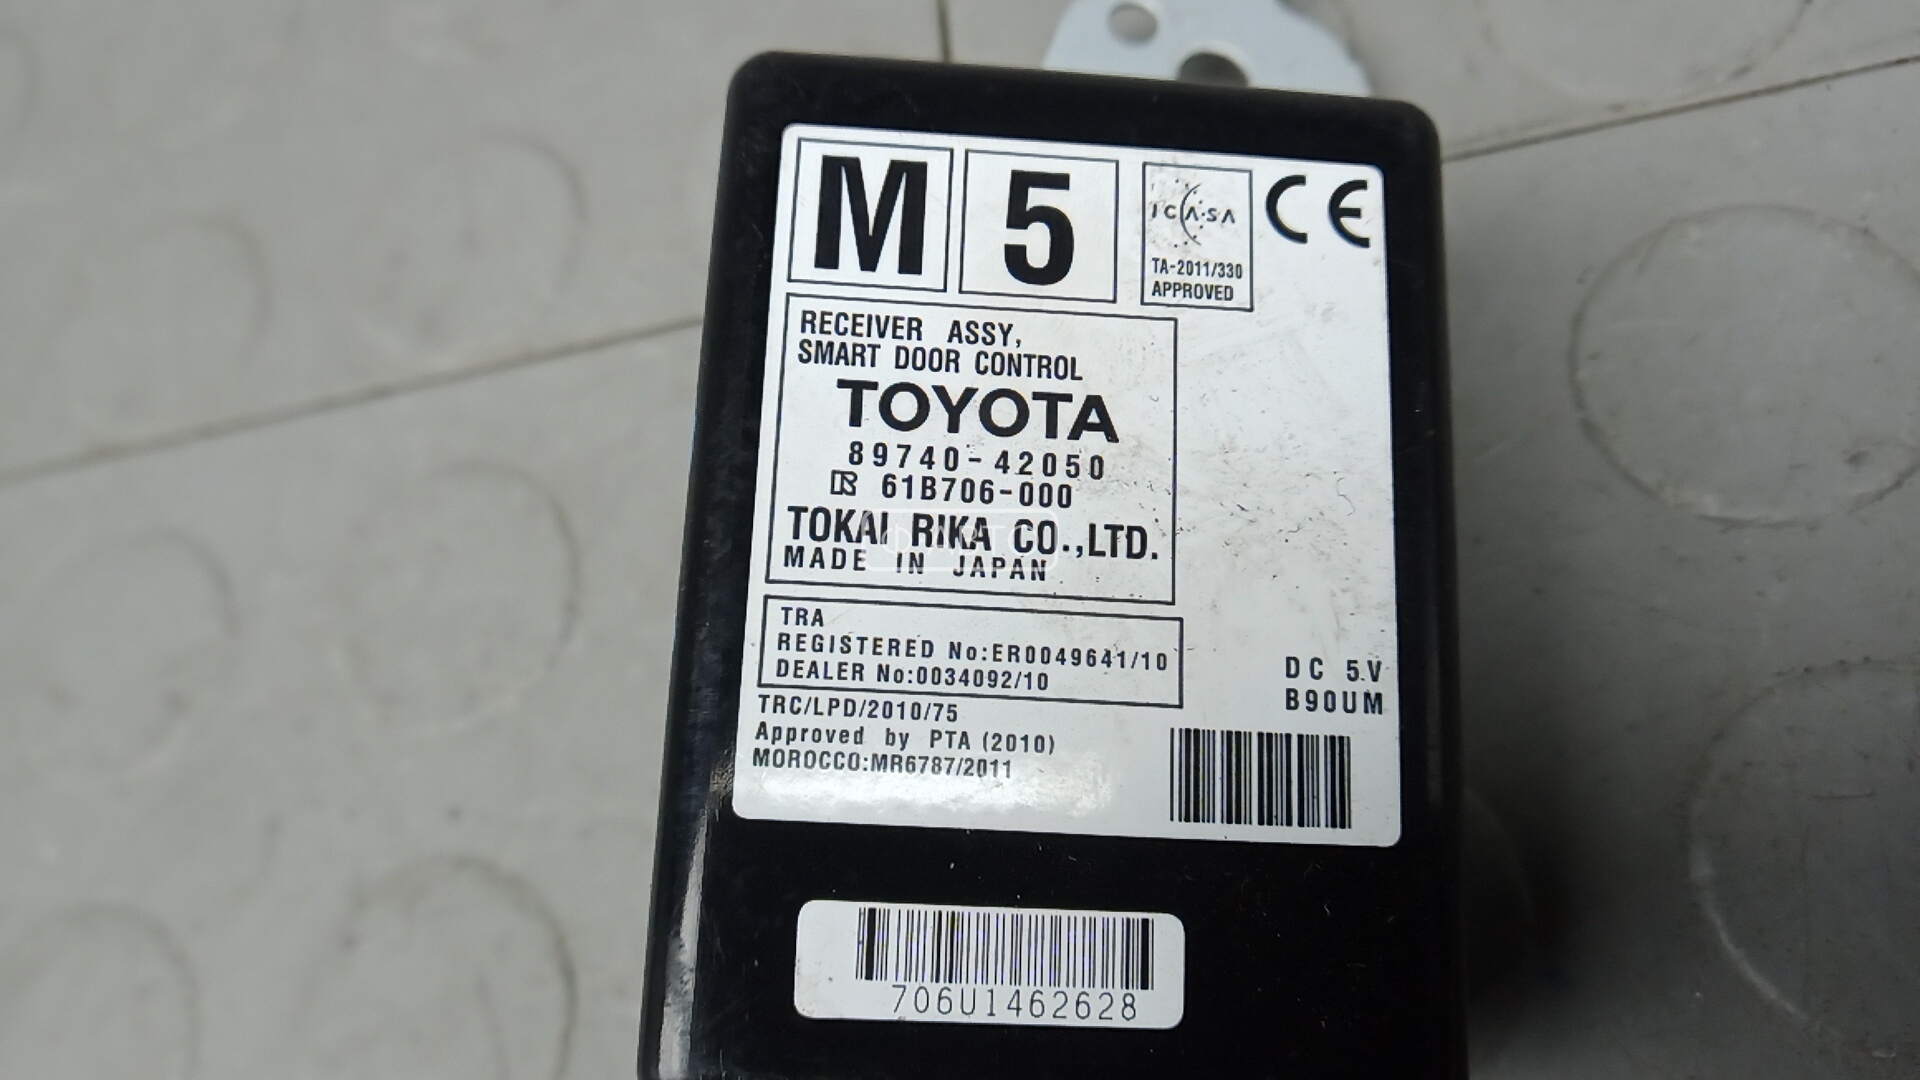 M 5
ICASA
TA-2011/330
APPROVED
CE
RECEIVER ASSY,
SMART DOOR CONTROL
TOYOTA
89740-42050
61B706-000
TOKAI RIKA CO.,LTD.
MADE IN JAPAN
TRA
REGISTERED No:ER0049641/10
DEALER No:0034092/10
TRC/LPD/2010/75
Approved by PTA (2010)
MOROCCO:MR6787/2011
DC 5V
B90UM
706U1462628